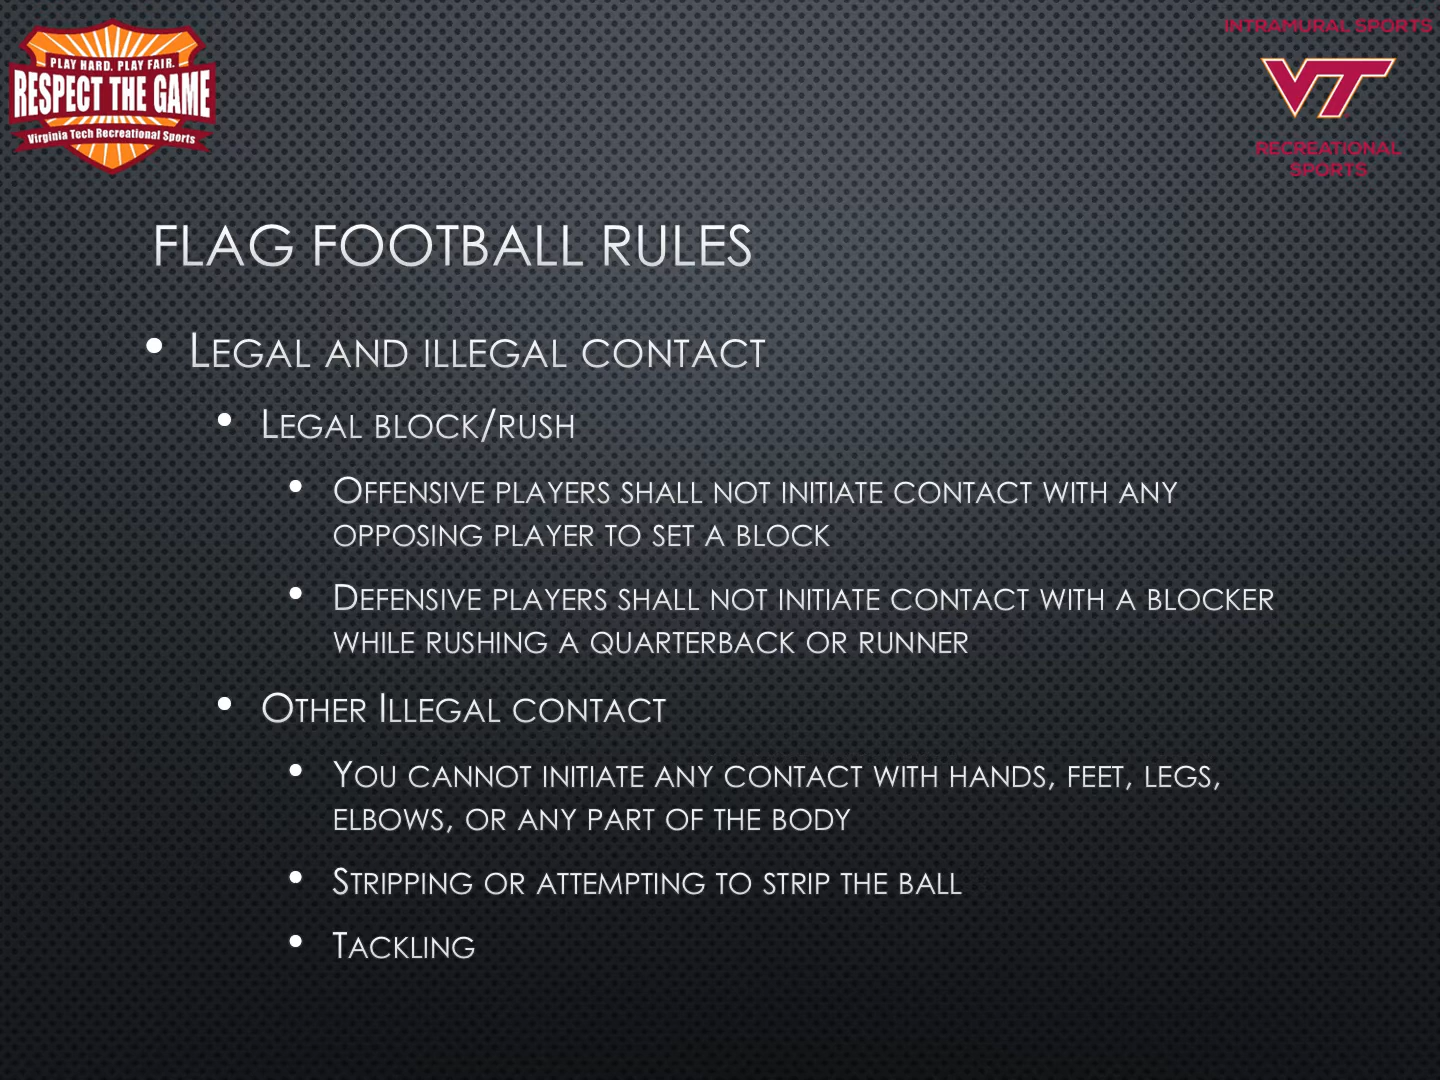 PLAY HARD. PLAY FAIR.
RESPECT THE GAME
Virginia Tech Recreational Sports
INTRAMURAL SPORTS
VT
RECREATIONAL
SPORTS
FLAG FOOTBALL RULES
• LEGAL AND ILLEGAL CONTACT
• LEGAL BLOCK/RUSH
• OFFENSIVE PLAYERS SHALL NOT INITIATE CONTACT WITH ANY
OPPOSING PLAYER TO SET A BLOCK
• DEFENSIVE PLAYERS SHALL NOT INITIATE CONTACT WITH A BLOCKER
WHILE RUSHING A QUARTERBACK OR RUNNER
• OTHER ILLEGAL CONTACT
• YOU CANNOT INITIATE ANY CONTACT WITH HANDS, FEET, LEGS,
ELBOWS, OR ANY PART OF THE BODY
• STRIPPING OR ATTEMPTING TO STRIP THE BALL
• TACKLING